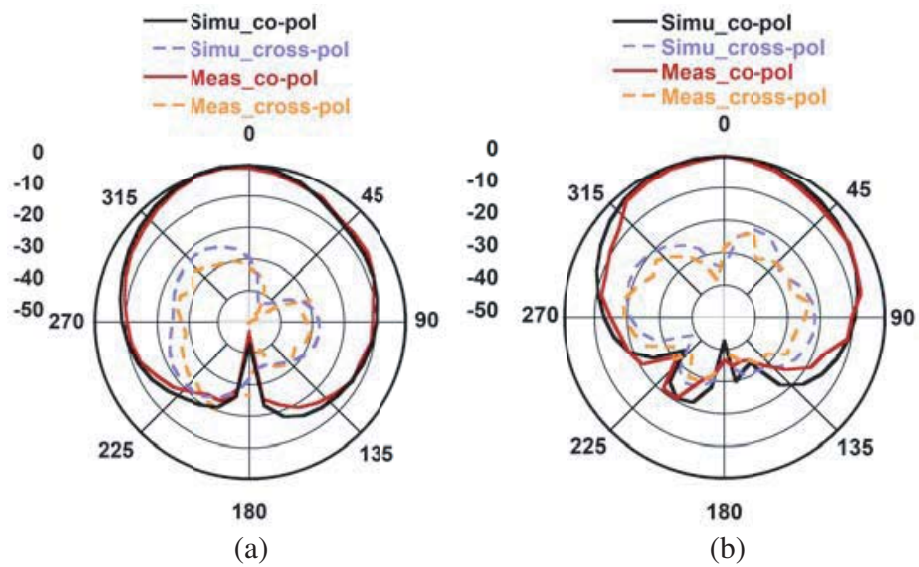 Simu_co-pol
Simu_cross-pol
Meas_co-pol
Meas_cross-pol
0
0
-10
-20
-30
-40
-50
315
45
270
90
225
135
180
(a)
Simu_co-pol
Simu_cross-pol
Meas_co-pol
Meas_cross-pol
0
0
-10
-20
-30
-40
-50
315
45
270
90
225
135
180
(b)